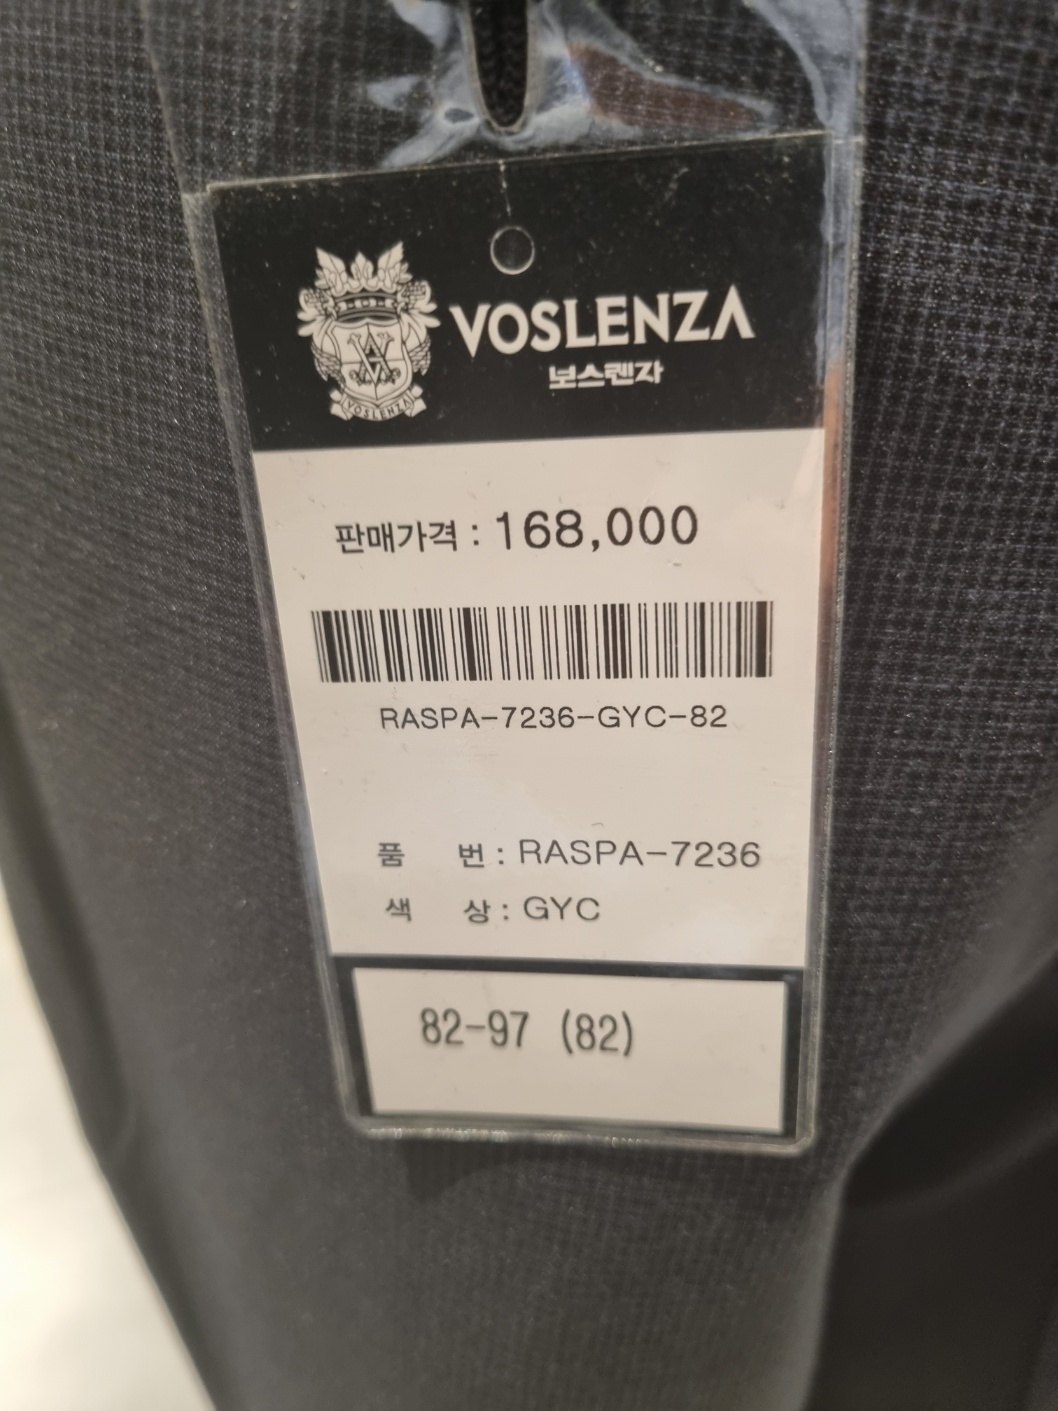 VOSLENZA
VOSLENZA
보스렌자
판매가격 : 168,000
RASPA-7236-GYC-82
품 번 : RASPA-7236
색 상 : GYC
82-97 (82)